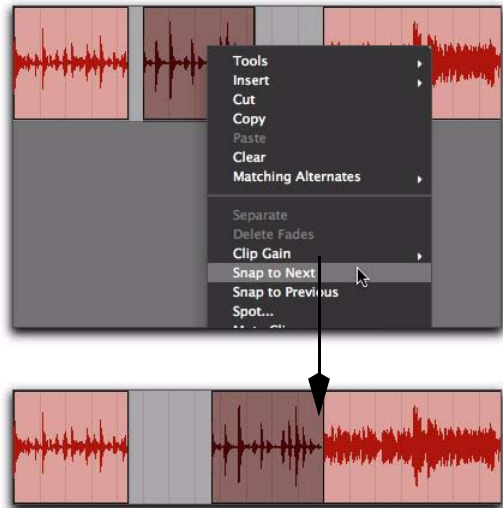 Tools
Insert
Cut
Copy
Paste
Clear
Matching Alternates
Separate
Delete Fades
Clip Gain
Snap to Next
Snap to Previous
Spot...